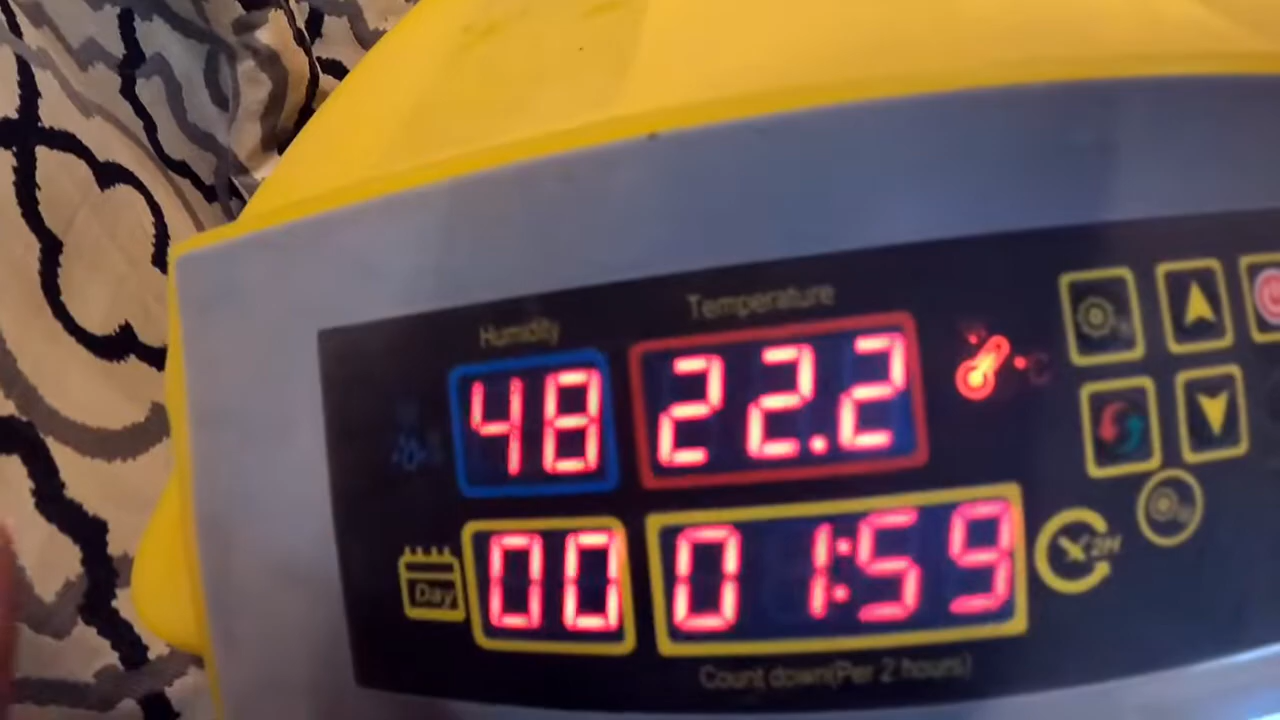 Humidity Temperature
48 22.2 °C
Day 00 01:59 2H
Count down(Per 2 hours)